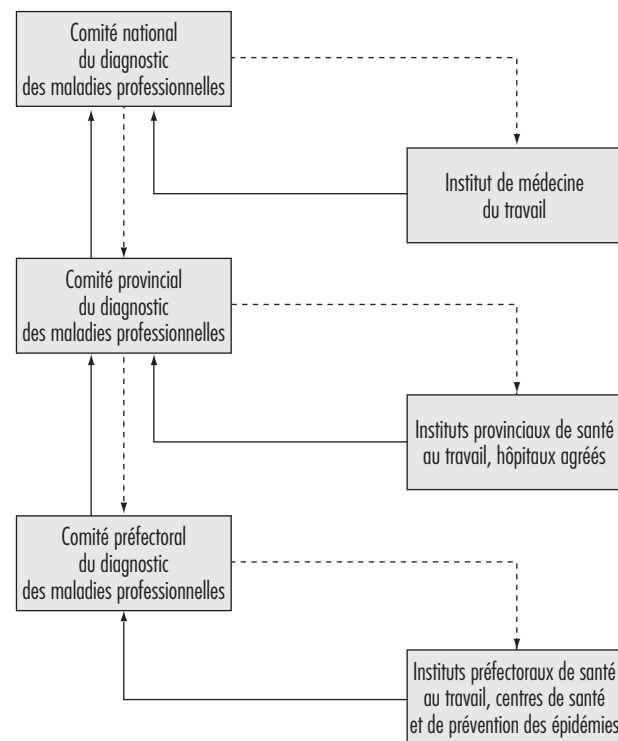 Comité national
du diagnostic
des maladies professionnelles
Institut de médecine
du travail
Comité provincial
du diagnostic
des maladies professionnelles
Instituts provinciaux de santé
au travail, hôpitaux agréés
Comité préfectoral
du diagnostic
des maladies professionnelles
Instituts préfectoraux de santé
au travail, centres de santé
et de prévention des épidémies